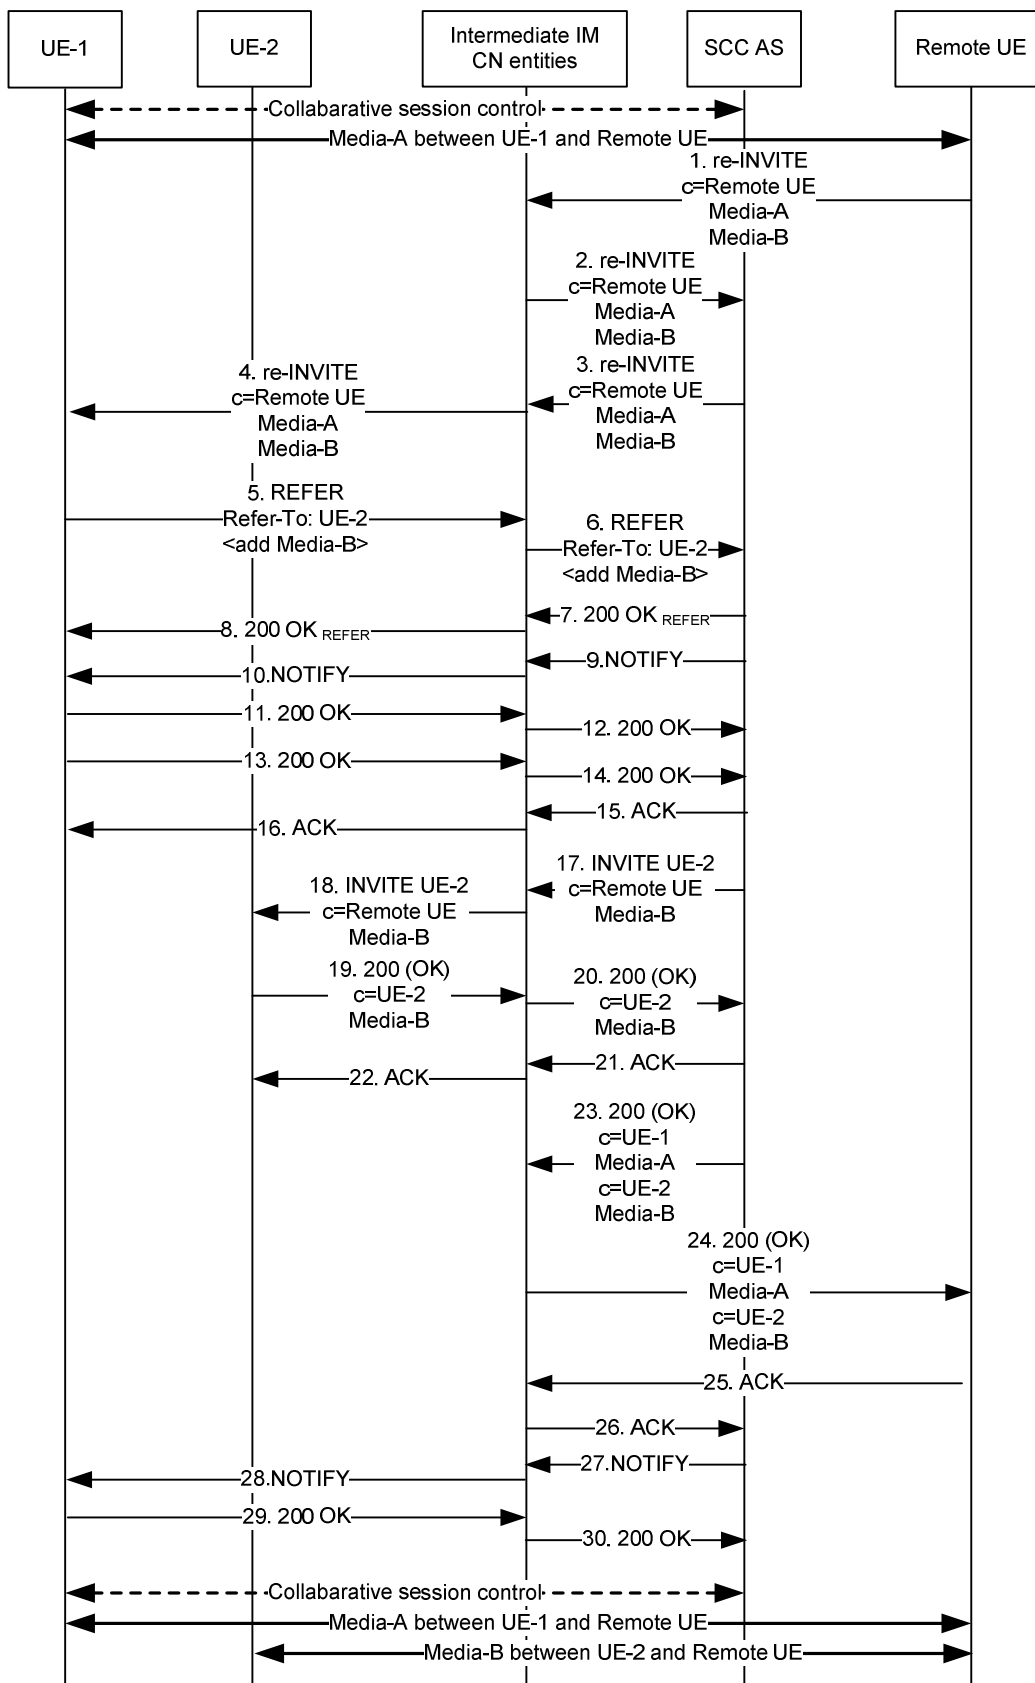 UE-1
UE-2
Intermediate IM
CN entities
SCC AS
Remote UE
Collabarative session control
Media-A between UE-1 and Remote UE
1. re-INVITE
c=Remote UE
Media-A
Media-B
2. re-INVITE
c=Remote UE
Media-A
Media-B
3. re-INVITE
c=Remote UE
Media-A
Media-B
4. re-INVITE
c=Remote UE
Media-A
Media-B
5. REFER
Refer-To: UE-2
<add Media-B>
6. REFER
Refer-To: UE-2
<add Media-B>
7. 200 OK REFER
8. 200 OK REFER
9.NOTIFY
10.NOTIFY
11. 200 OK
12. 200 OK
13. 200 OK
14. 200 OK
15. ACK
16. ACK
17. INVITE UE-2
c=Remote UE
Media-B
18. INVITE UE-2
c=Remote UE
Media-B
19. 200 (OK)
c=UE-2
Media-B
20. 200 (OK)
c=UE-2
Media-B
21. ACK
22. ACK
23. 200 (OK)
c=UE-1
Media-A
c=UE-2
Media-B
24. 200 (OK)
c=UE-1
Media-A
c=UE-2
Media-B
25. ACK
26. ACK
27.NOTIFY
28.NOTIFY
29. 200 OK
30. 200 OK
Collabarative session control
Media-A between UE-1 and Remote UE
Media-B between UE-2 and Remote UE